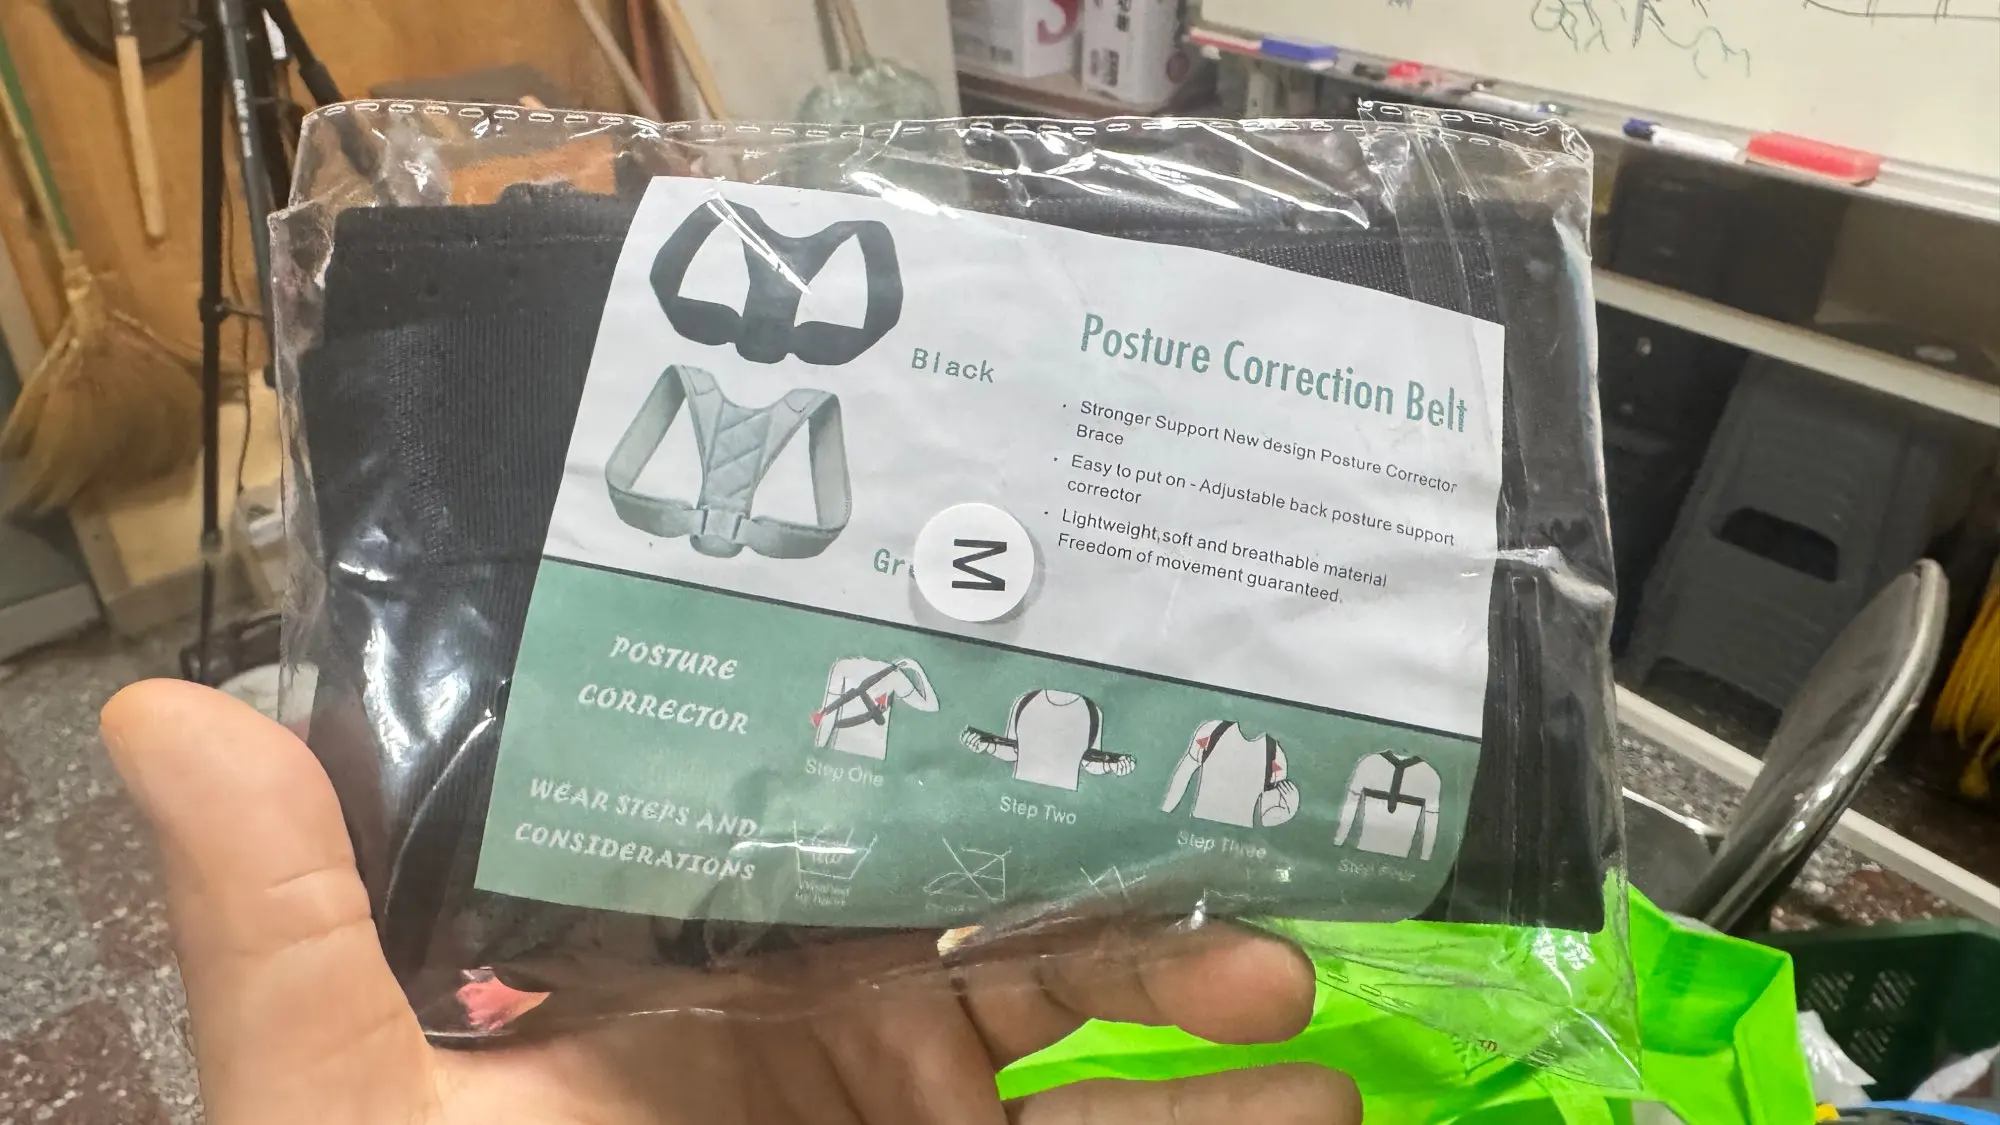 Black
Posture Correction Belt
· Stronger Support New design Posture Corrector
Brace
· Easy to put on - Adjustable back posture support
corrector
· Lightweight,soft and breathable material
Freedom of movement guaranteed.
M
POSTURE
CORRECTOR
Step One
Step Two
Step Three
WEAR STEPS AND
CONSIDERATIONS